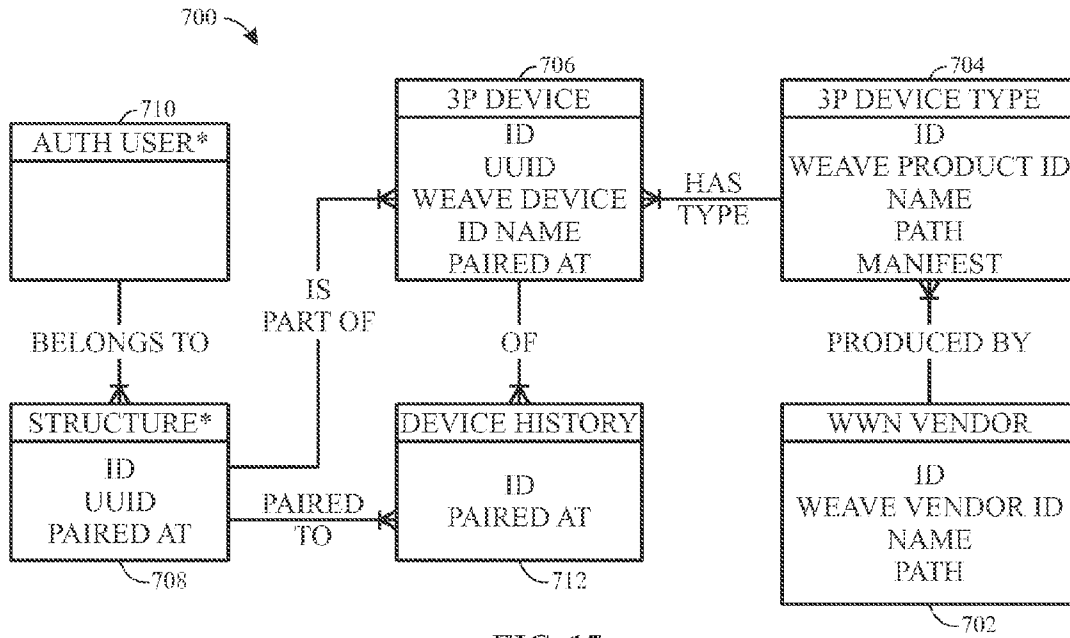 700
706
704
710
3P DEVICE
3P DEVICE TYPE
AUTH USER*
ID
UUID
WEAVE DEVICE
ID NAME
PAIRED AT
HAS
TYPE
ID
WEAVE PRODUCT ID
NAME
PATH
MANIFEST
IS
PART OF
BELONGS TO
OF
PRODUCED BY
STRUCTURE*
DEVICE HISTORY
WWN VENDOR
ID
UUID
PAIRED AT
PAIRED
TO
ID
PAIRED AT
ID
WEAVE VENDOR ID
NAME
PATH
708
712
702